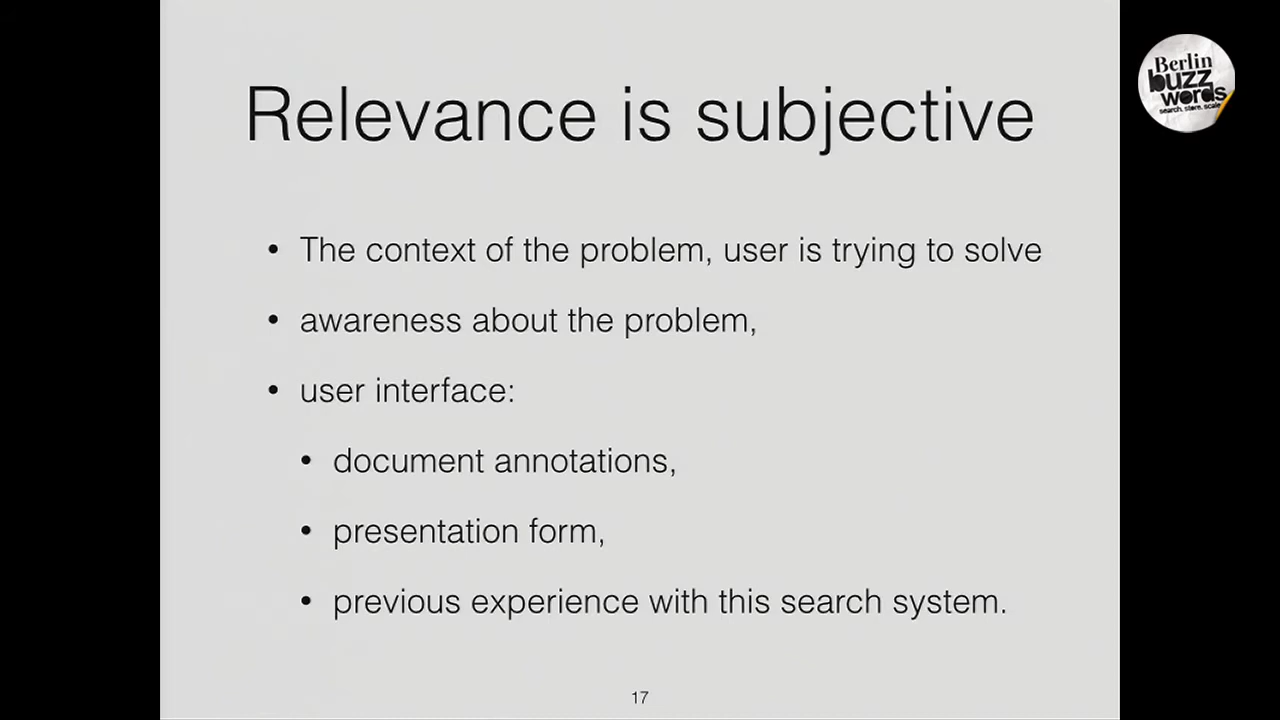 Relevance is subjective
• The context of the problem, user is trying to solve
• awareness about the problem,
• user interface:
• document annotations,
• presentation form,
• previous experience with this search system.
17
Berlin
buzz
words
search. store. scale.